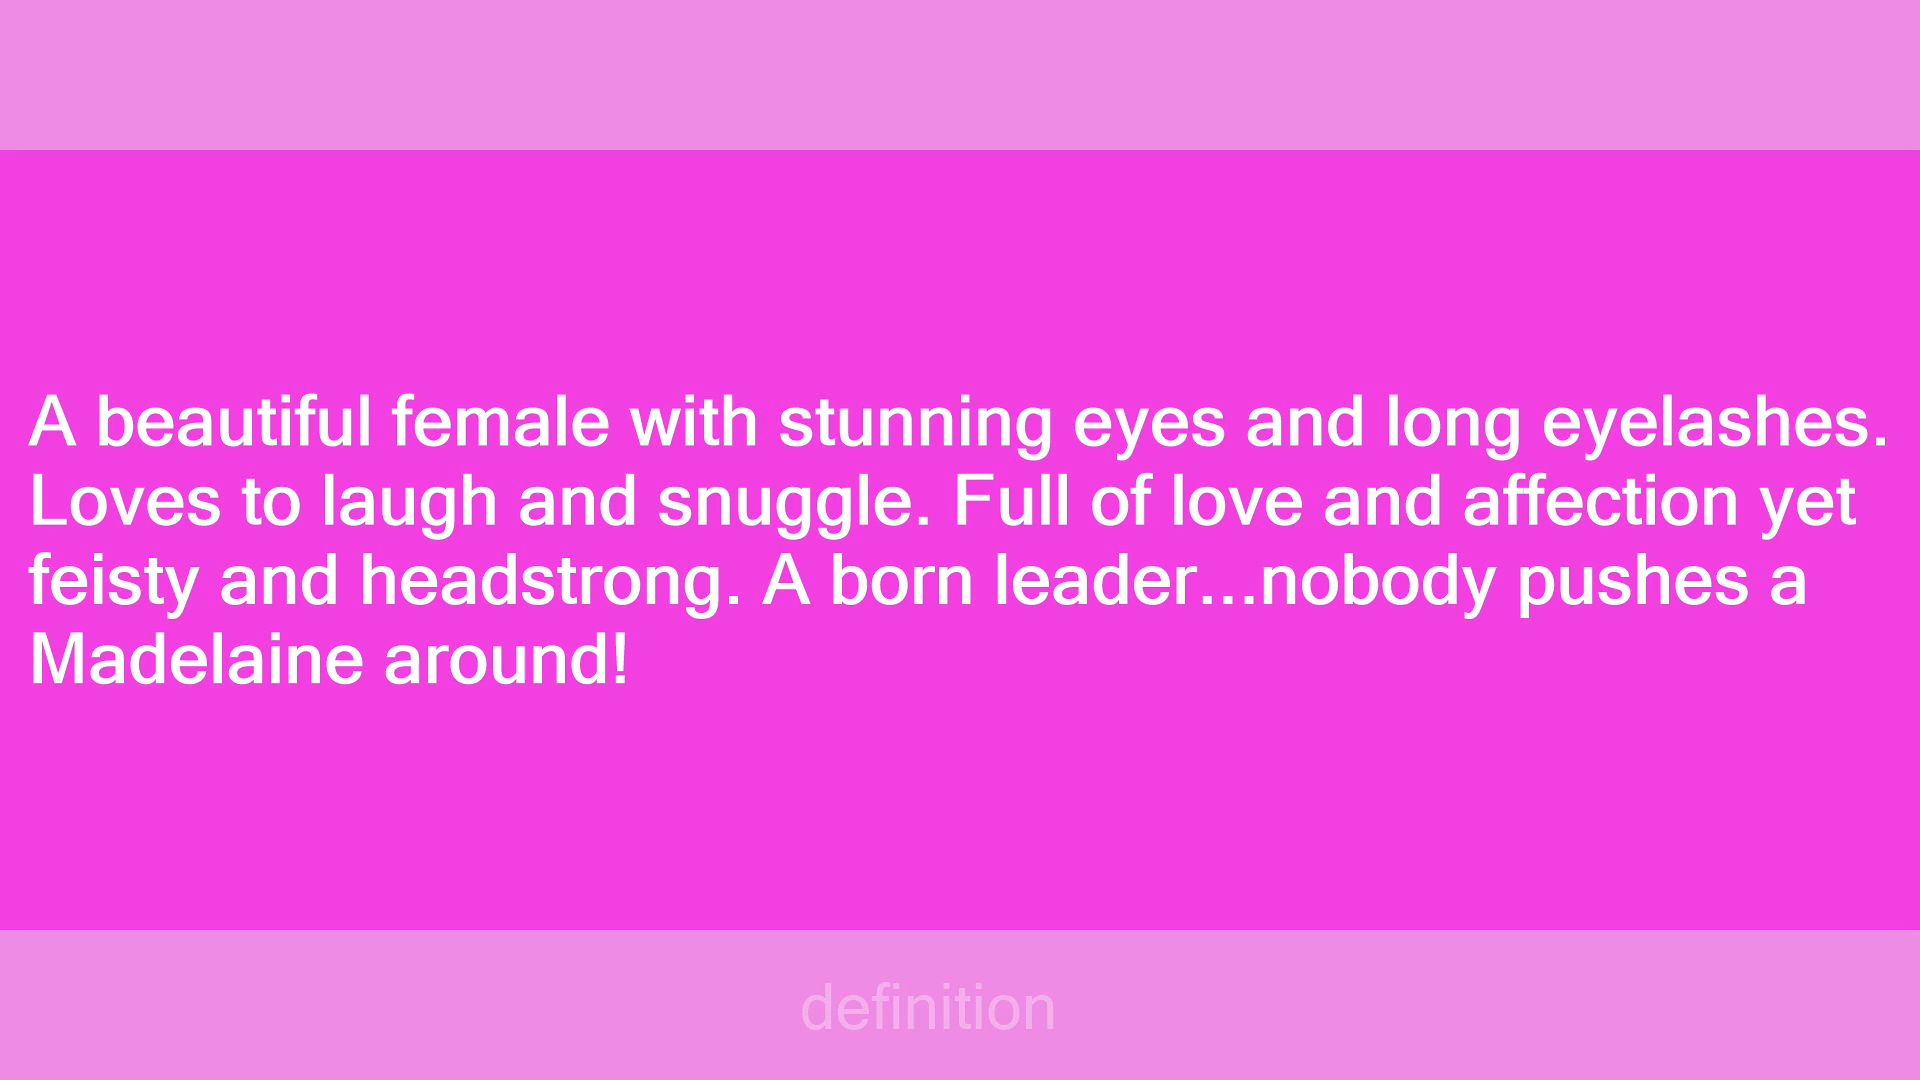 A beautiful female with stunning eyes and long eyelashes.
Loves to laugh and snuggle. Full of love and affection yet
feisty and headstrong. A born leader...nobody pushes a
Madelaine around!
definition